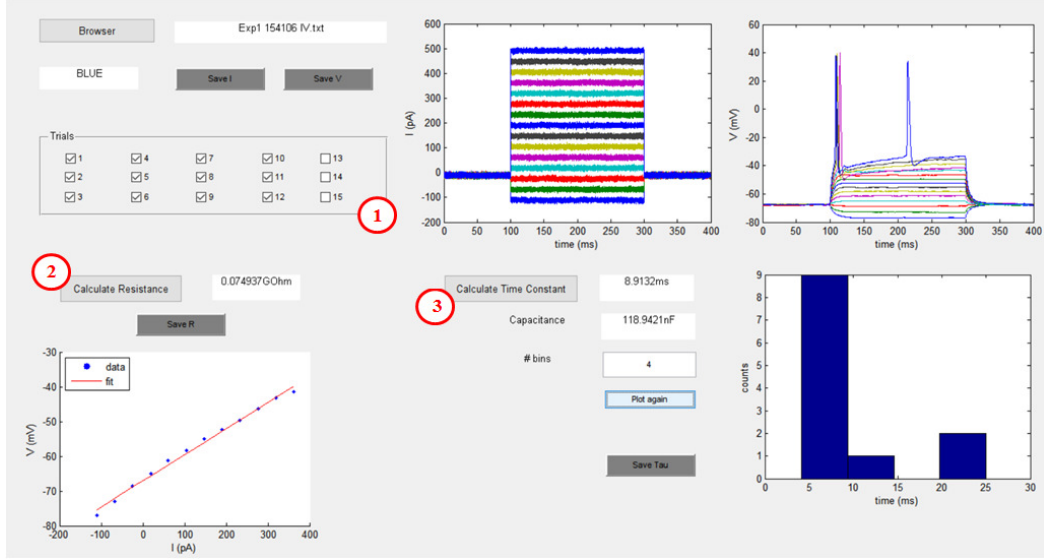 Browser
Exp1 154106 IV.txt
BLUE
Save I
Save V
Trials
1 4 7 10 13
2 5 8 11 14
3 6 9 12 15
1
600
500
400
300
200
100
0
-100
-200
I (pA)
0 50 100 150 200 250 300 350 400
time (ms)
60
40
20
0
-20
-40
-60
-80
V (mV)
0 50 100 150 200 250 300 350 400
time (ms)
2
Calculate Resistance
0.074937GOhm
Save R
-30
-40
-50
-60
-70
-80
V (mV)
data
fit
-200 -100 0 100 200 300 400
I (pA)
3
Calculate Time Constant
8.9132ms
Capacitance
118.9421nF
# bins
4
Plot again
Save Tau
9
8
7
6
5
4
3
2
1
0
counts
0 5 10 15 20 25 30
time (ms)